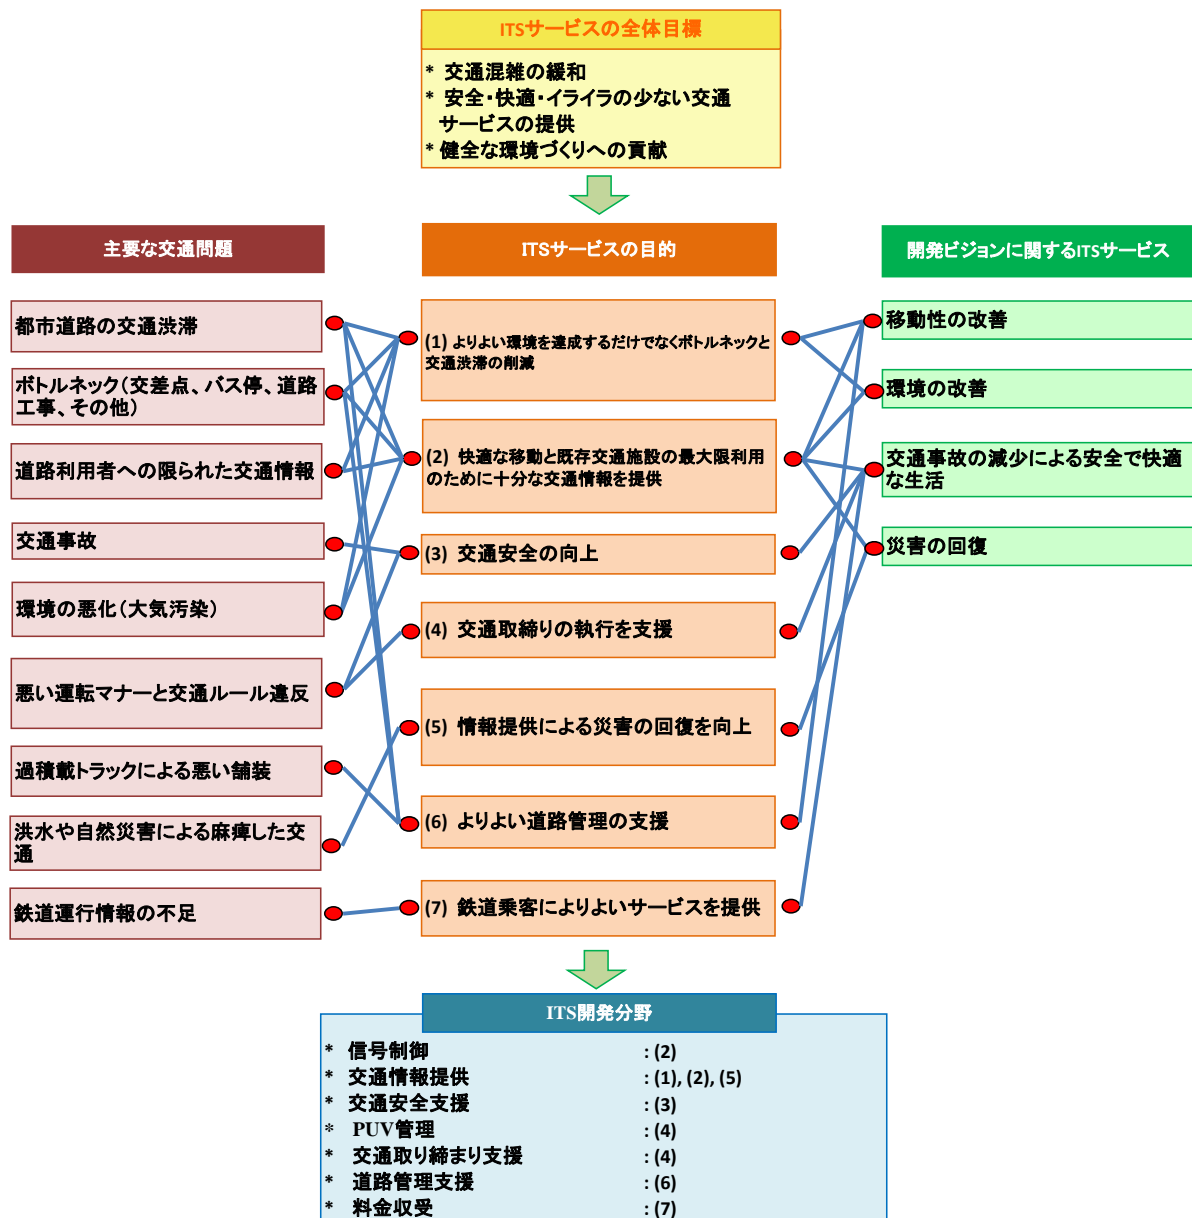 ITSサービスの全体目標
* 交通混雑の緩和
* 安全・快適・イライラの少ない交通
サービスの提供
* 健全な環境づくりへの貢献
主要な交通問題
都市道路の交通渋滞
ボトルネック(交差点、バス停、道路
工事、その他)
道路利用者への限られた交通情報
交通事故
環境の悪化(大気汚染)
悪い運転マナーと交通ルール違反
過積載トラックによる悪い舗装
洪水や自然災害による麻痺した交
通
鉄道運行情報の不足
ITSサービスの目的
(1) よりよい環境を達成するだけでなくボトルネックと
交通渋滞の削減
(2) 快適な移動と既存交通施設の最大限利用
のために十分な交通情報を提供
(3) 交通安全の向上
(4) 交通取締りの執行を支援
(5) 情報提供による災害の回復を向上
(6) よりよい道路管理の支援
(7) 鉄道乗客によりよいサービスを提供
開発ビジョンに関するITSサービス
移動性の改善
環境の改善
交通事故の減少による安全で快適
な生活
災害の回復
ITS開発分野
* 信号制御 : (2)
* 交通情報提供 : (1), (2), (5)
* 交通安全支援 : (3)
* PUV管理 : (4)
* 交通取り締まり支援 : (4)
* 道路管理支援 : (6)
* 料金収受 : (7)